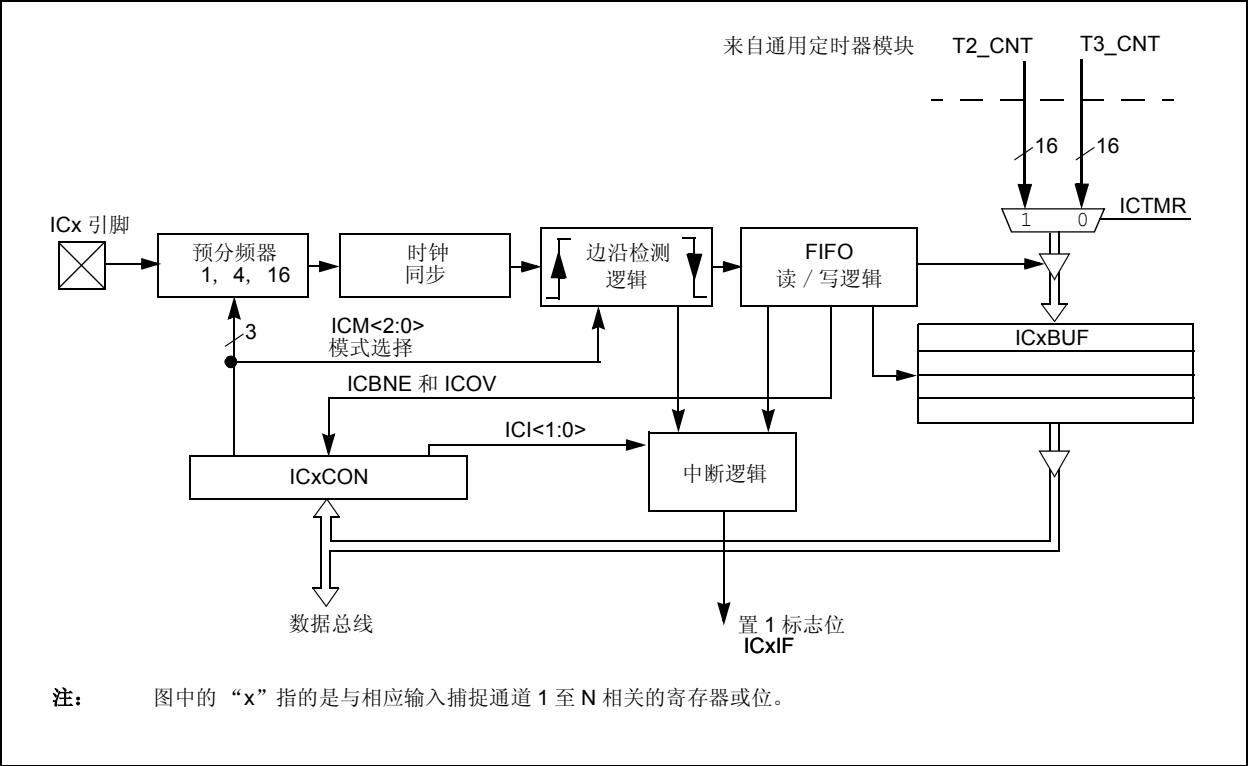 来自通用定时器模块 T2_CNT T3_CNT
16 16
ICx 引脚
1 0 ICTMR
预分频器
1, 4, 16
时钟
同步
边沿检测
逻辑
FIFO
读 / 写逻辑
3
ICM<2:0>
模式选择
ICxBUF
ICBNE 和 ICOV
ICI<1:0>
ICxCON
中断逻辑
数据总线
置 1 标志位
ICxIF
注： 图中的 “x”指的是与相应输入捕捉通道 1 至 N 相关的寄存器或位。